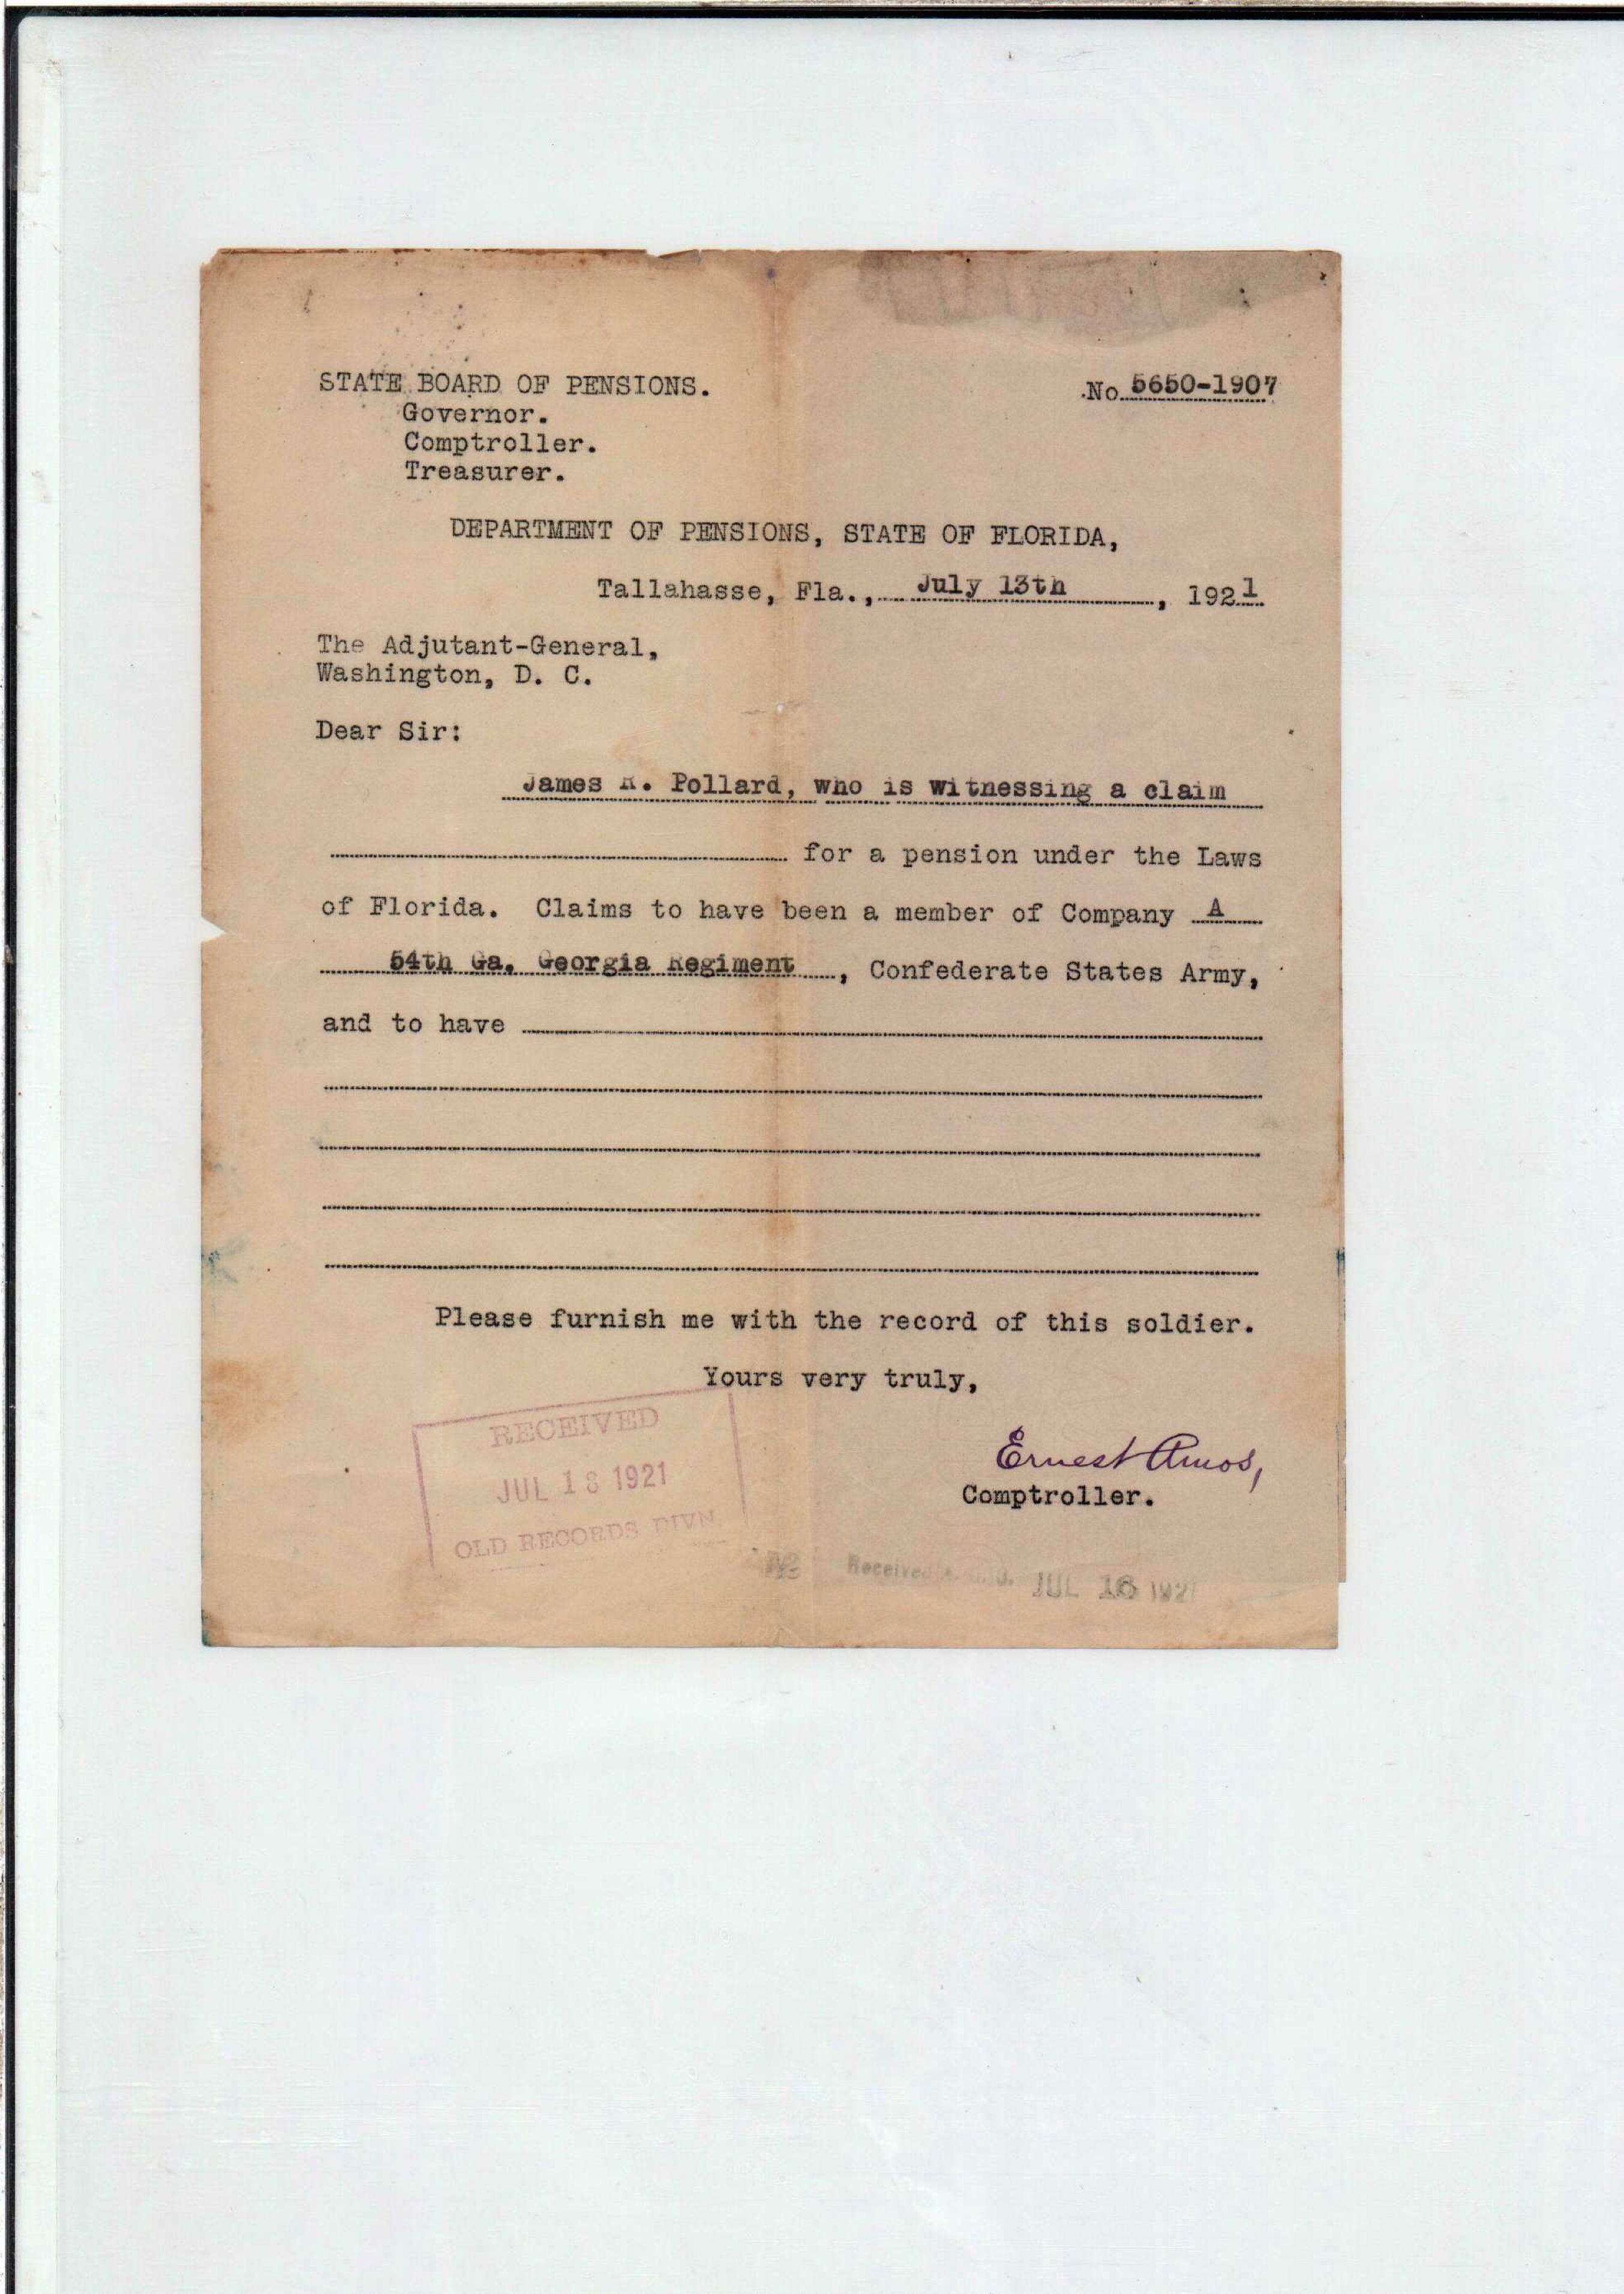 STATE BOARD OF PENSIONS.
No 5650-1907
Governor.
Comptroller.
Treasurer.
DEPARTMENT OF PENSIONS, STATE OF FLORIDA,
Tallahasse, Fla., July 13th, 1921
The Adjutant-General,
Washington, D. C.
Dear Sir:
James R. Pollard, who is witnessing a claim
for a pension under the Laws
of Florida. Claims to have been a member of Company A
54th Ga. Georgia Regiment, Confederate States Army,
and to have
Please furnish me with the record of this soldier.
Yours very truly,
Ernest Amos,
Comptroller.
RECEIVED
JUL 18 1921
OLD RECORDS DIVN
Received JUL 16 1921